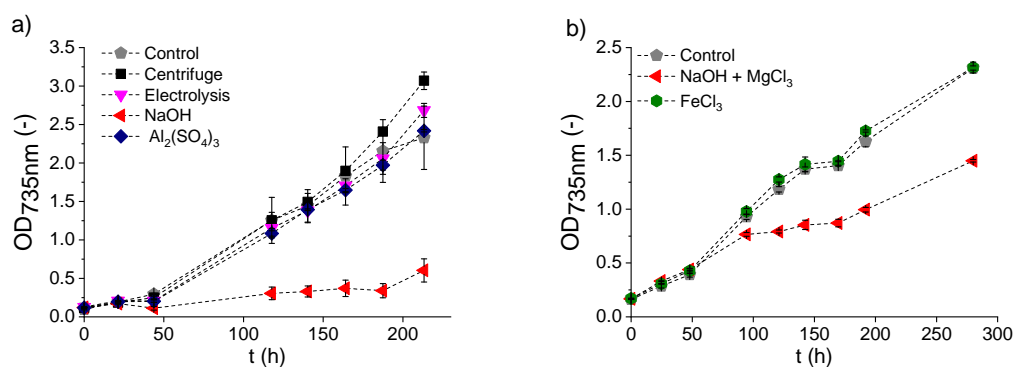 a)
Control
Centrifuge
Electrolysis
NaOH
Al2(SO4)3
OD735nm (-)
3.5
3.0
2.5
2.0
1.5
1.0
0.5
0.0
0 50 100 150 200
t (h)
b)
Control
NaOH + MgCl3
FeCl3
OD735nm (-)
2.5
2.0
1.5
1.0
0.5
0.0
0 50 100 150 200 250 300
t (h)